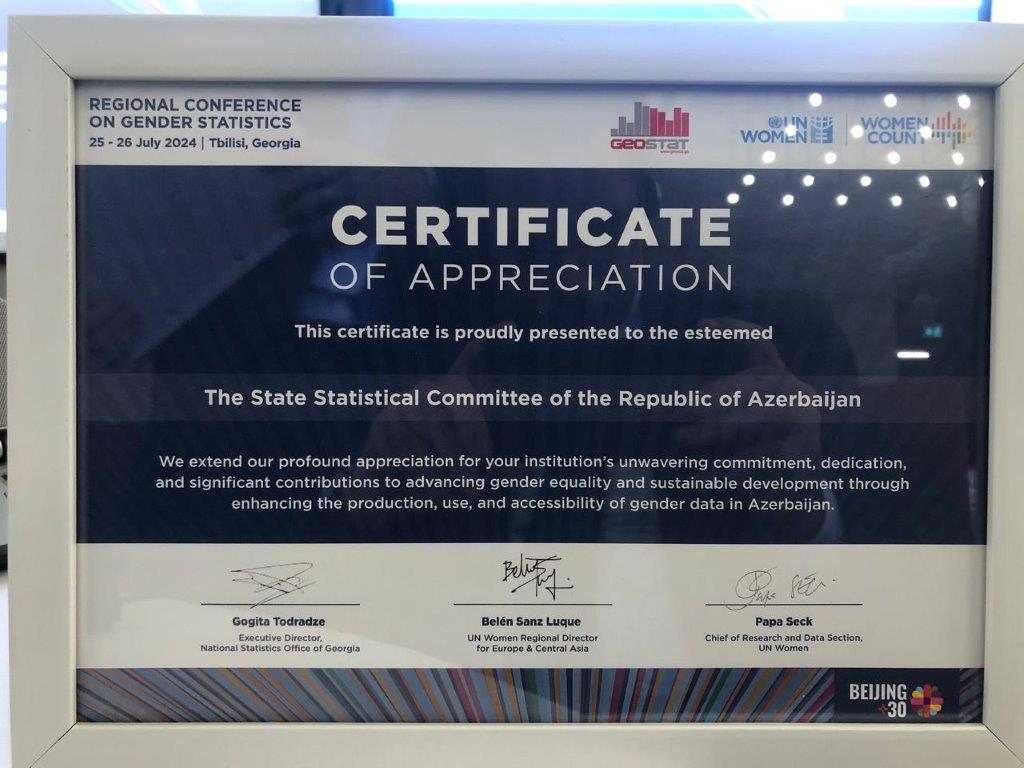 REGIONAL CONFERENCE
ON GENDER STATISTICS
25 - 26 July 2024 | Tbilisi, Georgia
GEOSTAT
www.geostat.ge
UN
WOMEN
WOMEN
COUNT
CERTIFICATE
OF APPRECIATION
This certificate is proudly presented to the esteemed
The State Statistical Committee of the Republic of Azerbaijan
We extend our profound appreciation for your institution's unwavering commitment, dedication,
and significant contributions to advancing gender equality and sustainable development through
enhancing the production, use, and accessibility of gender data in Azerbaijan.
Gogita Todradze
Executive Director,
National Statistics Office of Georgia
Belén Sanz Luque
UN Women Regional Director
for Europe & Central Asia
Papa Seck
Chief of Research and Data Section,
UN Women
BEIJING
+30